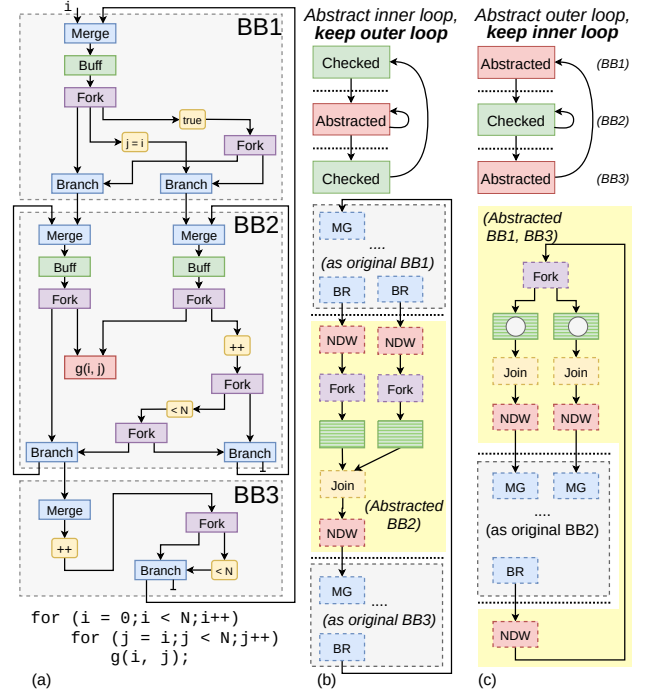 i
BB1
Merge
Buff
Fork
true
j = i
Fork
Branch
Branch
BB2
Merge
Merge
Buff
Buff
Fork
Fork
g(i, j)
++
Fork
< N
Fork
Branch
Branch
BB3
Merge
Fork
++
Branch
< N
for (i = 0;i < N;i++)
for (j = i;j < N;j++)
g(i, j);
(a)
Abstract inner loop,
keep outer loop
Checked
Abstracted
Checked
MG
....
(as original BB1)
BR
BR
NDW
NDW
Fork
Fork
Join
(Abstracted
BB2)
NDW
MG
....
(as original BB3)
BR
(b)
Abstract outer loop,
keep inner loop
Abstracted
(BB1)
Checked
(BB2)
Abstracted
(BB3)
(Abstracted
BB1, BB3)
Fork
Join
Join
NDW
NDW
MG
MG
....
(as original BB2)
BR
NDW
(c)